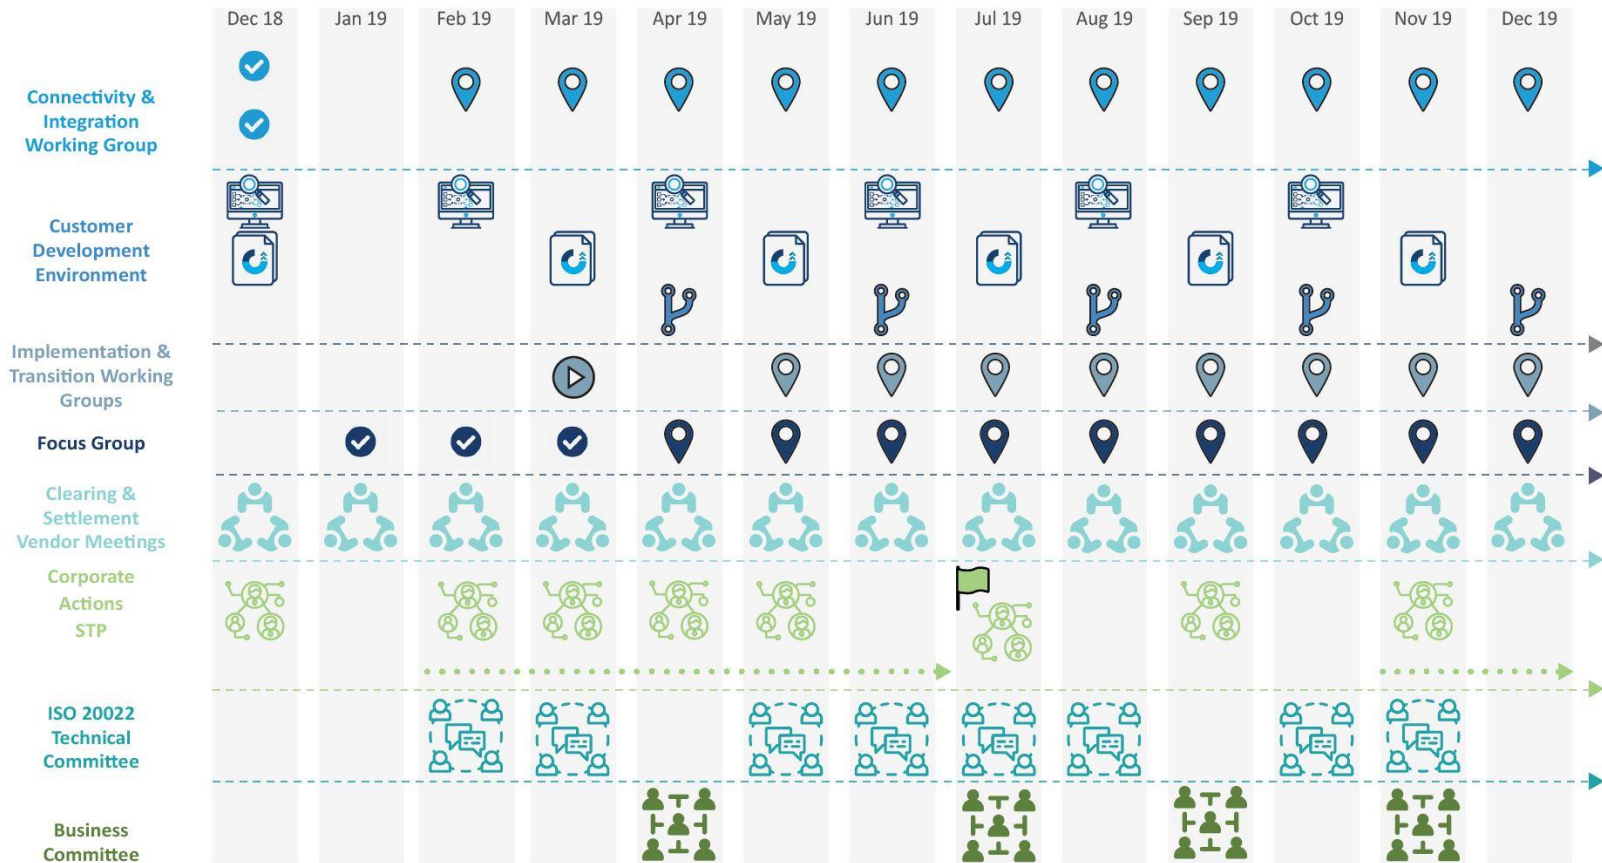 Dec 18
Jan 19
Feb 19
Mar 19
Apr 19
May 19
Jun 19
Jul 19
Aug 19
Sep 19
Oct 19
Nov 19
Dec 19
Connectivity &
Integration
Working Group
Customer
Development
Environment
Implementation &
Transition Working
Groups
Focus Group
Clearing &
Settlement
Vendor Meetings
Corporate
Actions
STP
ISO 20022
Technical
Committee
Business
Committee